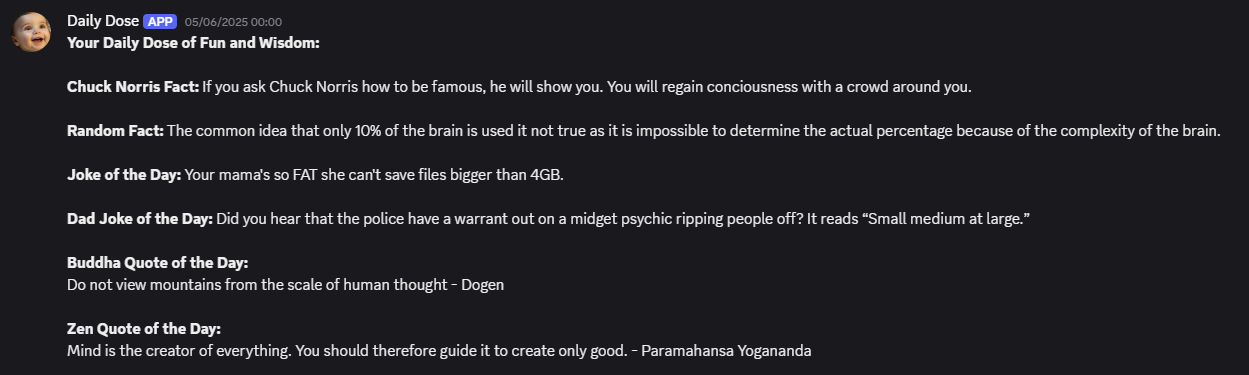 Daily Dose APP 05/06/2025 00:00
Your Daily Dose of Fun and Wisdom:
Chuck Norris Fact: If you ask Chuck Norris how to be famous, he will show you. You will regain conciousness with a crowd around you.
Random Fact: The common idea that only 10% of the brain is used it not true as it is impossible to determine the actual percentage because of the complexity of the brain.
Joke of the Day: Your mama's so FAT she can't save files bigger than 4GB.
Dad Joke of the Day: Did you hear that the police have a warrant out on a midget psychic ripping people off? It reads “Small medium at large.”
Buddha Quote of the Day:
Do not view mountains from the scale of human thought - Dogen
Zen Quote of the Day:
Mind is the creator of everything. You should therefore guide it to create only good. - Paramahansa Yogananda